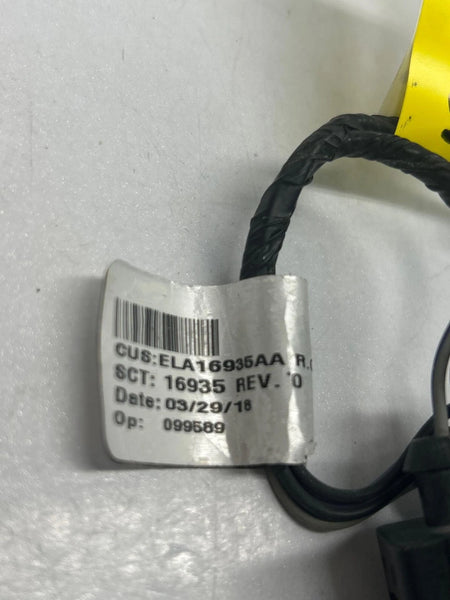 CUS:ELA16935AA R.
SCT: 16935 REV. 0
Date: 03/29/18
Op: 099589